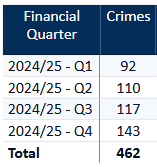 Financial Quarter Crimes
2024/25 - Q1 92
2024/25 - Q2 110
2024/25 - Q3 117
2024/25 - Q4 143
Total 462